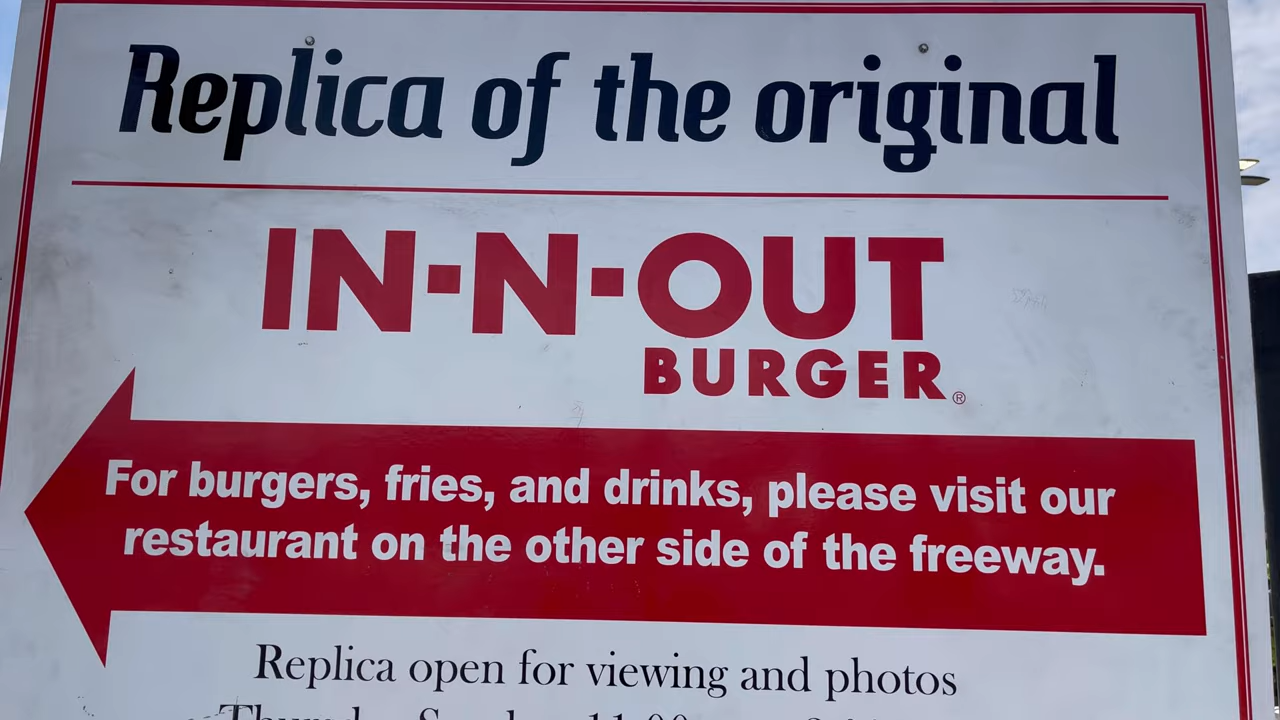 Replica of the original
IN-N-OUT
BURGER®
For burgers, fries, and drinks, please visit our
restaurant on the other side of the freeway.
Replica open for viewing and photos